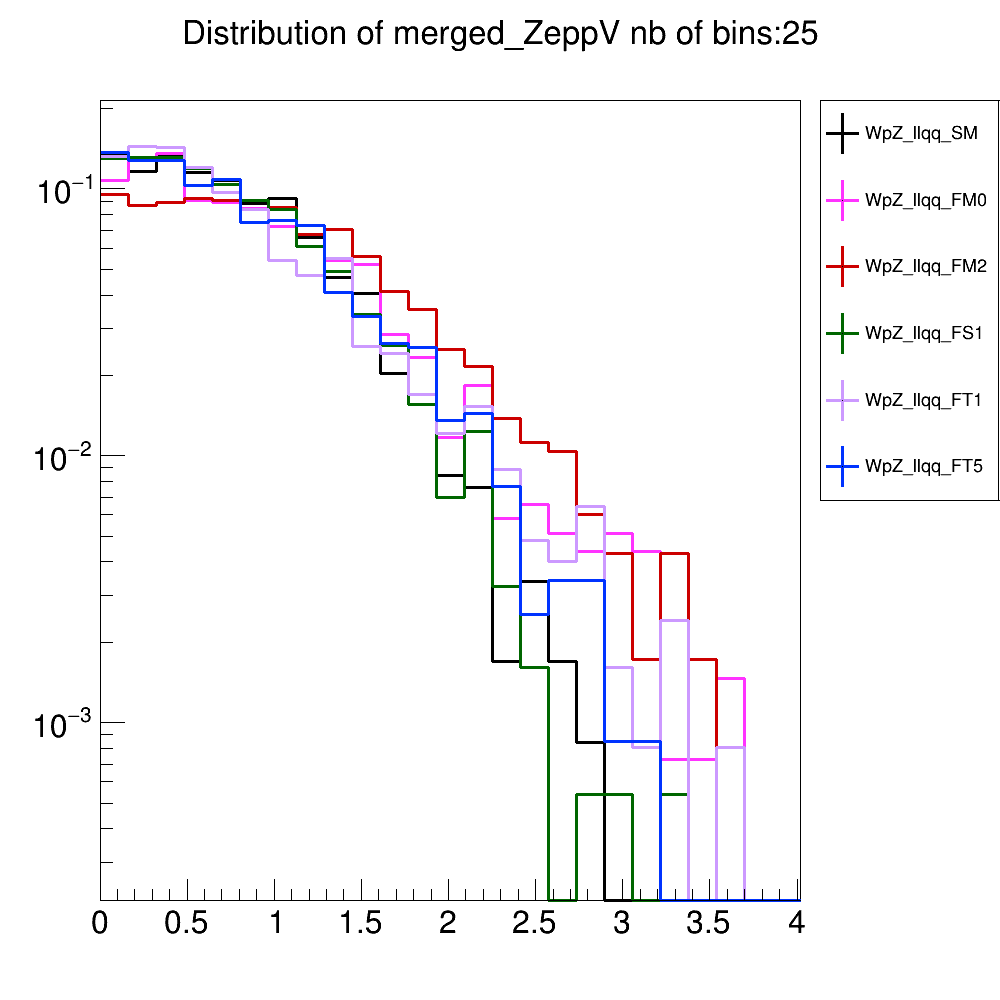 Distribution of merged_ZeppV nb of bins:25
WpZ_llqq_SM
WpZ_llqq_FM0
WpZ_llqq_FM2
WpZ_llqq_FS1
WpZ_llqq_FT1
WpZ_llqq_FT5
10⁻¹
10⁻²
10⁻³
0 0.5 1 1.5 2 2.5 3 3.5 4